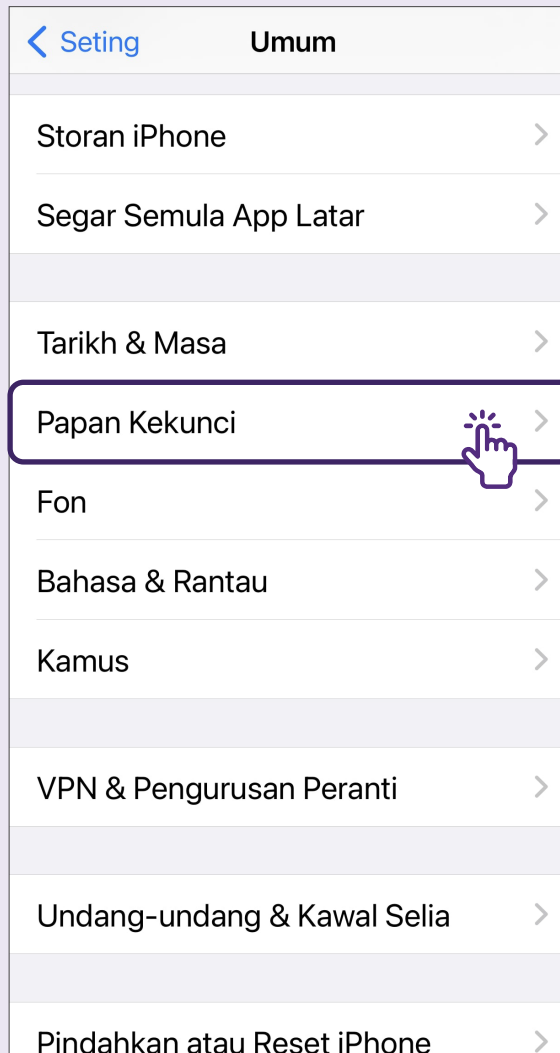 Seting
Umum
Storan iPhone
Segar Semula App Latar
Tarikh & Masa
Papan Kekunci
Fon
Bahasa & Rantau
Kamus
VPN & Pengurusan Peranti
Undang-undang & Kawal Selia
Pindahkan atau Reset iPhone